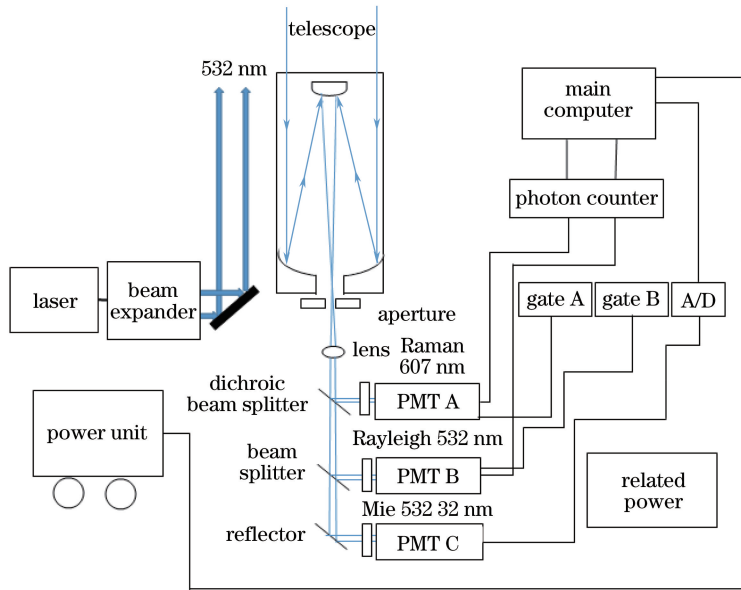 telescope
532 nm
main
computer
photon counter
laser
beam
expander
gate A
gate B
A/D
aperture
lens
Raman
607 nm
dichroic
beam splitter
PMT A
power unit
Rayleigh 532 nm
beam
splitter
PMT B
related
power
Mie 532 32 nm
reflector
PMT C